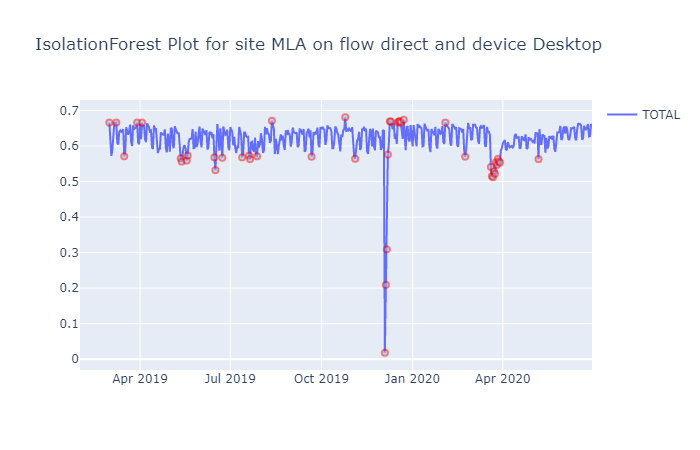 IsolationForest Plot for site MLA on flow direct and device Desktop
TOTAL
0.7
0.6
0.5
0.4
0.3
0.2
0.1
0
Apr 2019 Jul 2019 Oct 2019 Jan 2020 Apr 2020